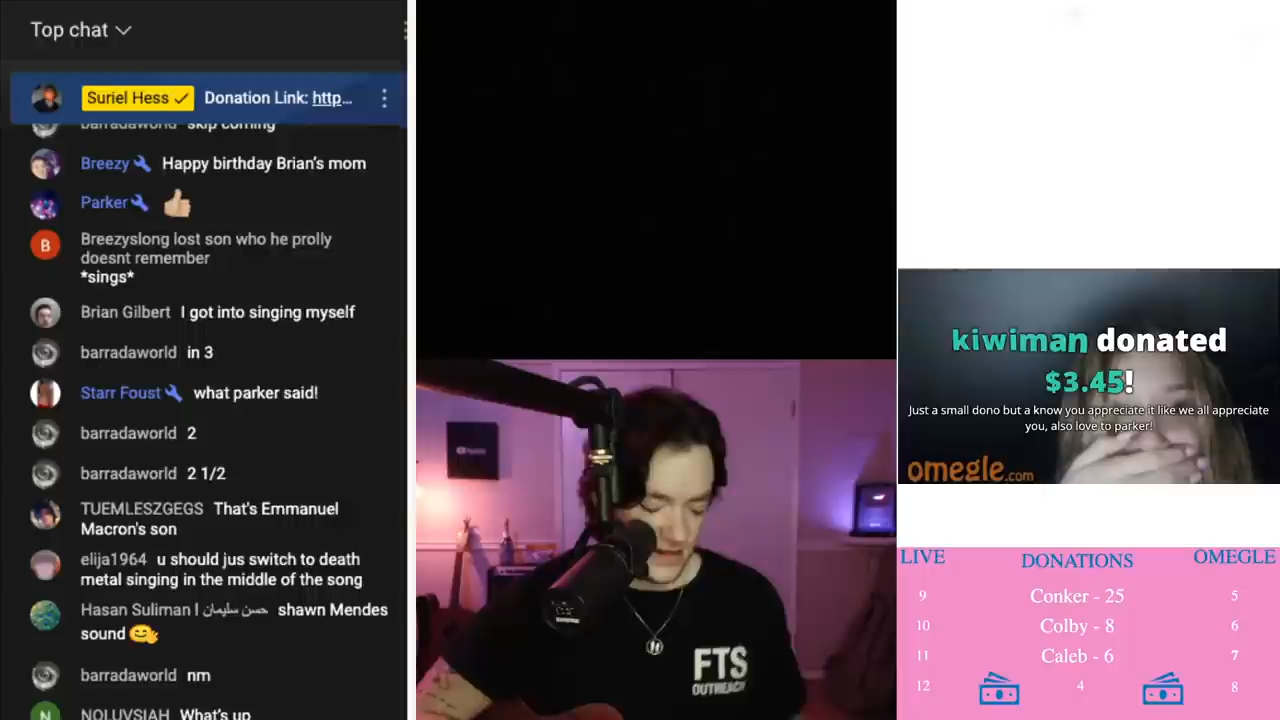 Top chat
Suriel Hess Donation Link: http...
barradaworld skip coming
Breezy Happy birthday Brian's mom
Parker 👍🏼
B
Breezyslong lost son who he prolly
doesnt remember
*sings*
Brian Gilbert I got into singing myself
barradaworld in 3
Starr Foust what parker said!
barradaworld 2
barradaworld 2 1/2
TUEMLESZGEGS That's Emmanuel
Macron's son
elija1964 u should jus switch to death
metal singing in the middle of the song
Hasan Suliman | حسن سليمان shawn Mendes
sound 🤗
barradaworld nm
N
NOLUVSIAH What's up
FTS
OUTREACH
kiwiman donated
$3.45!
Just a small dono but a know you appreciate it like we all appreciate
you, also love to parker!
omegle.com
LIVE DONATIONS OMEGLE
9 Conker - 25 5
10 Colby - 8 6
11 Caleb - 6 7
12 4 8